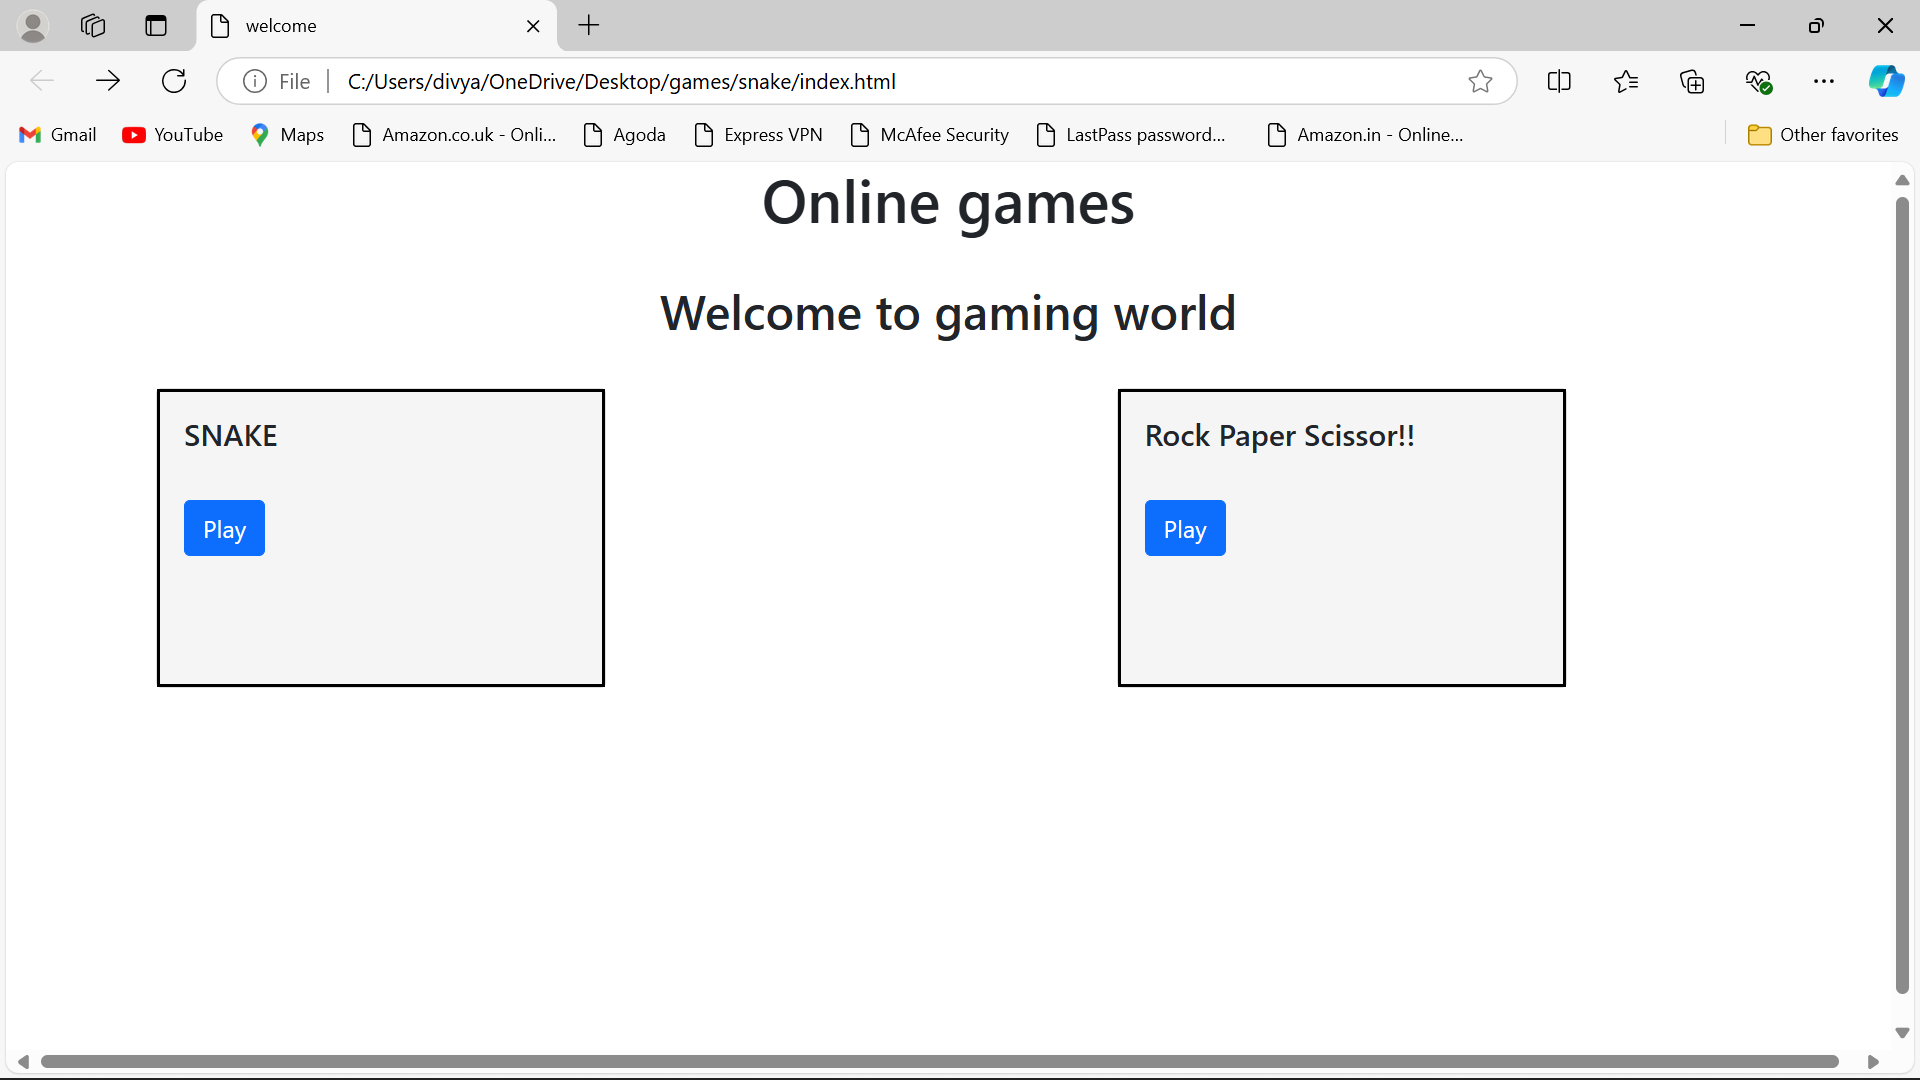 welcome
File C:/Users/divya/OneDrive/Desktop/games/snake/index.html
Gmail YouTube Maps Amazon.co.uk - Onli... Agoda Express VPN McAfee Security LastPass password... Amazon.in - Online... Other favorites
Online games
Welcome to gaming world
SNAKE
Play
Rock Paper Scissor!!
Play